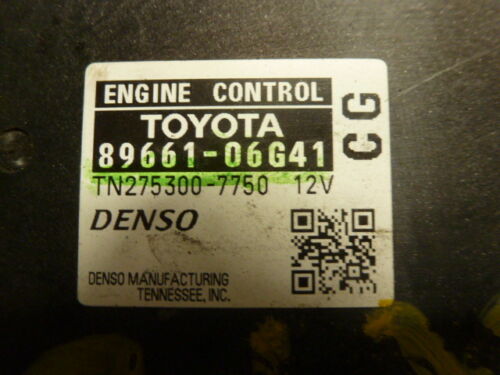 ENGINE CONTROL
TOYOTA
89661-06G41
CG
TN275300-7750 12V
DENSO
DENSO MANUFACTURING
TENNESSEE, INC.